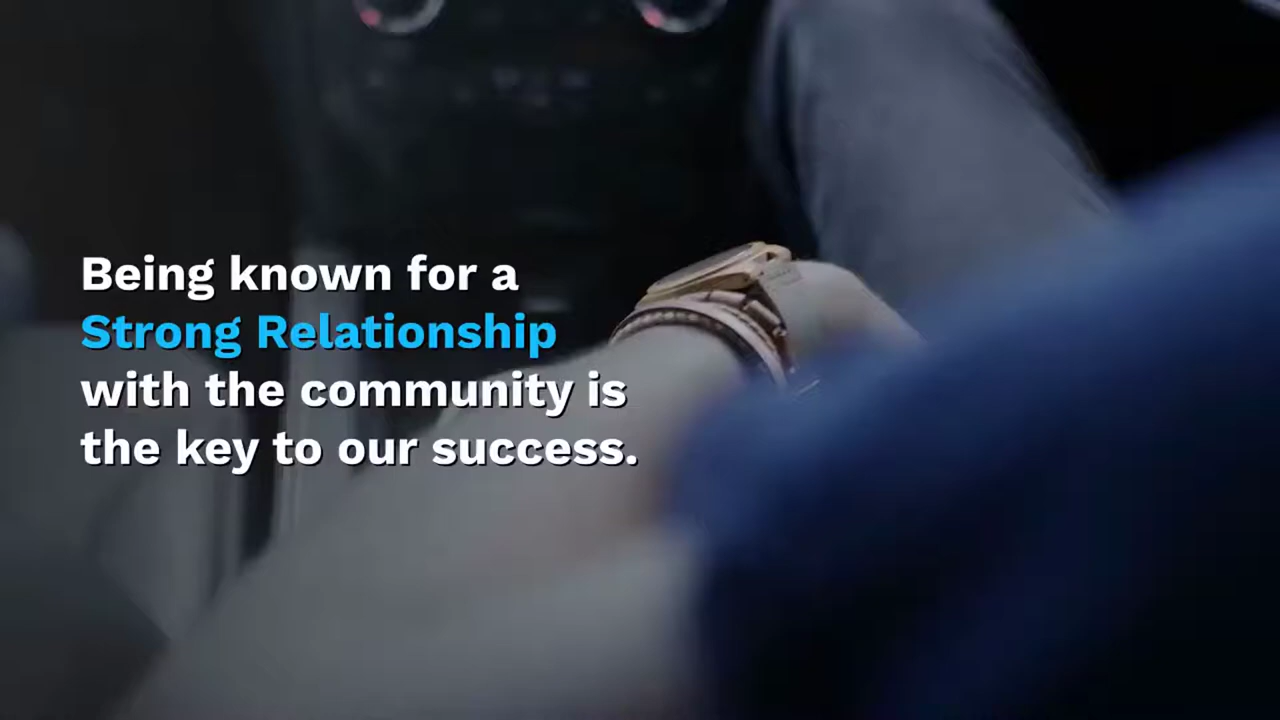 Being known for a
Strong Relationship
with the community is
the key to our success.